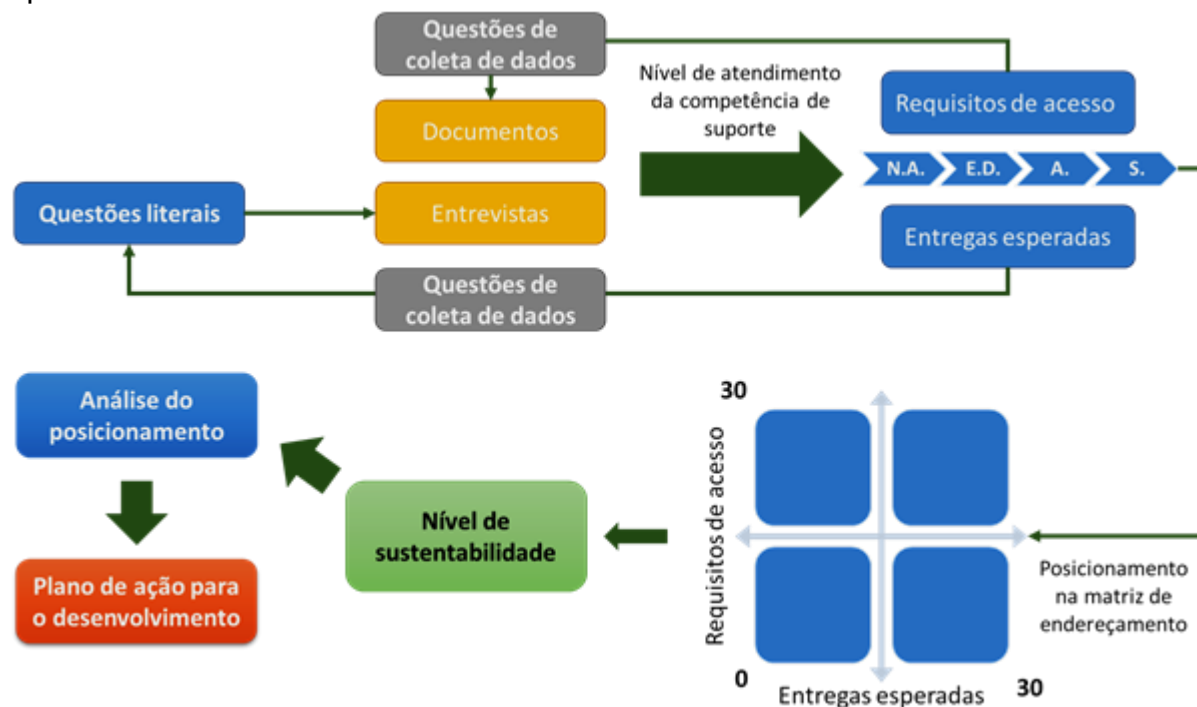 Questões de
coleta de dados
Documentos
Questões literais
Entrevistas
Questões de
coleta de dados
Nível de atendimento
da competência de
suporte
Requisitos de acesso
N.A.
E.D.
A.
S.
Entregas esperadas
Análise do
posicionamento
Plano de ação para
o desenvolvimento
Nível de
sustentabilidade
30
Requisitos de acesso
0
Entregas esperadas
30
Posicionamento
na matriz de
endereçamento